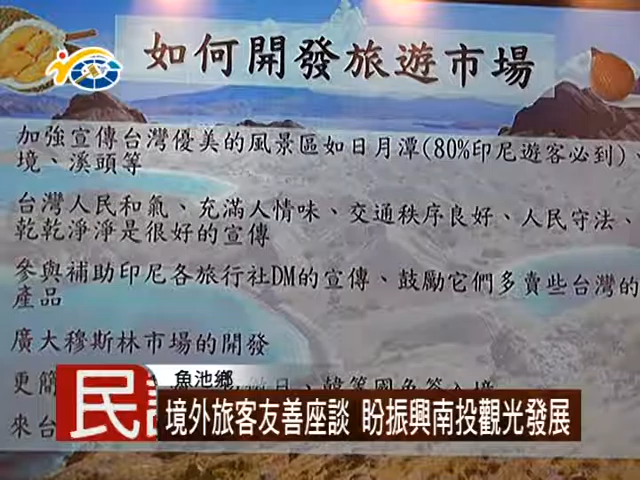 如何開發旅遊市場
加強宣傳台灣優美的風景區如日月潭(80%印尼遊客必到)、
境、溪頭等
台灣人民和氣、充滿人情味、交通秩序良好、人民守法、
乾乾淨淨是很好的宣傳
參與補助印尼各旅行社DM的宣傳、鼓勵它們多賣些台灣的
產品
廣大穆斯林市場的開發
更簡
來台
魚池鄉
民
境外旅客友善座談 盼振興南投觀光發展